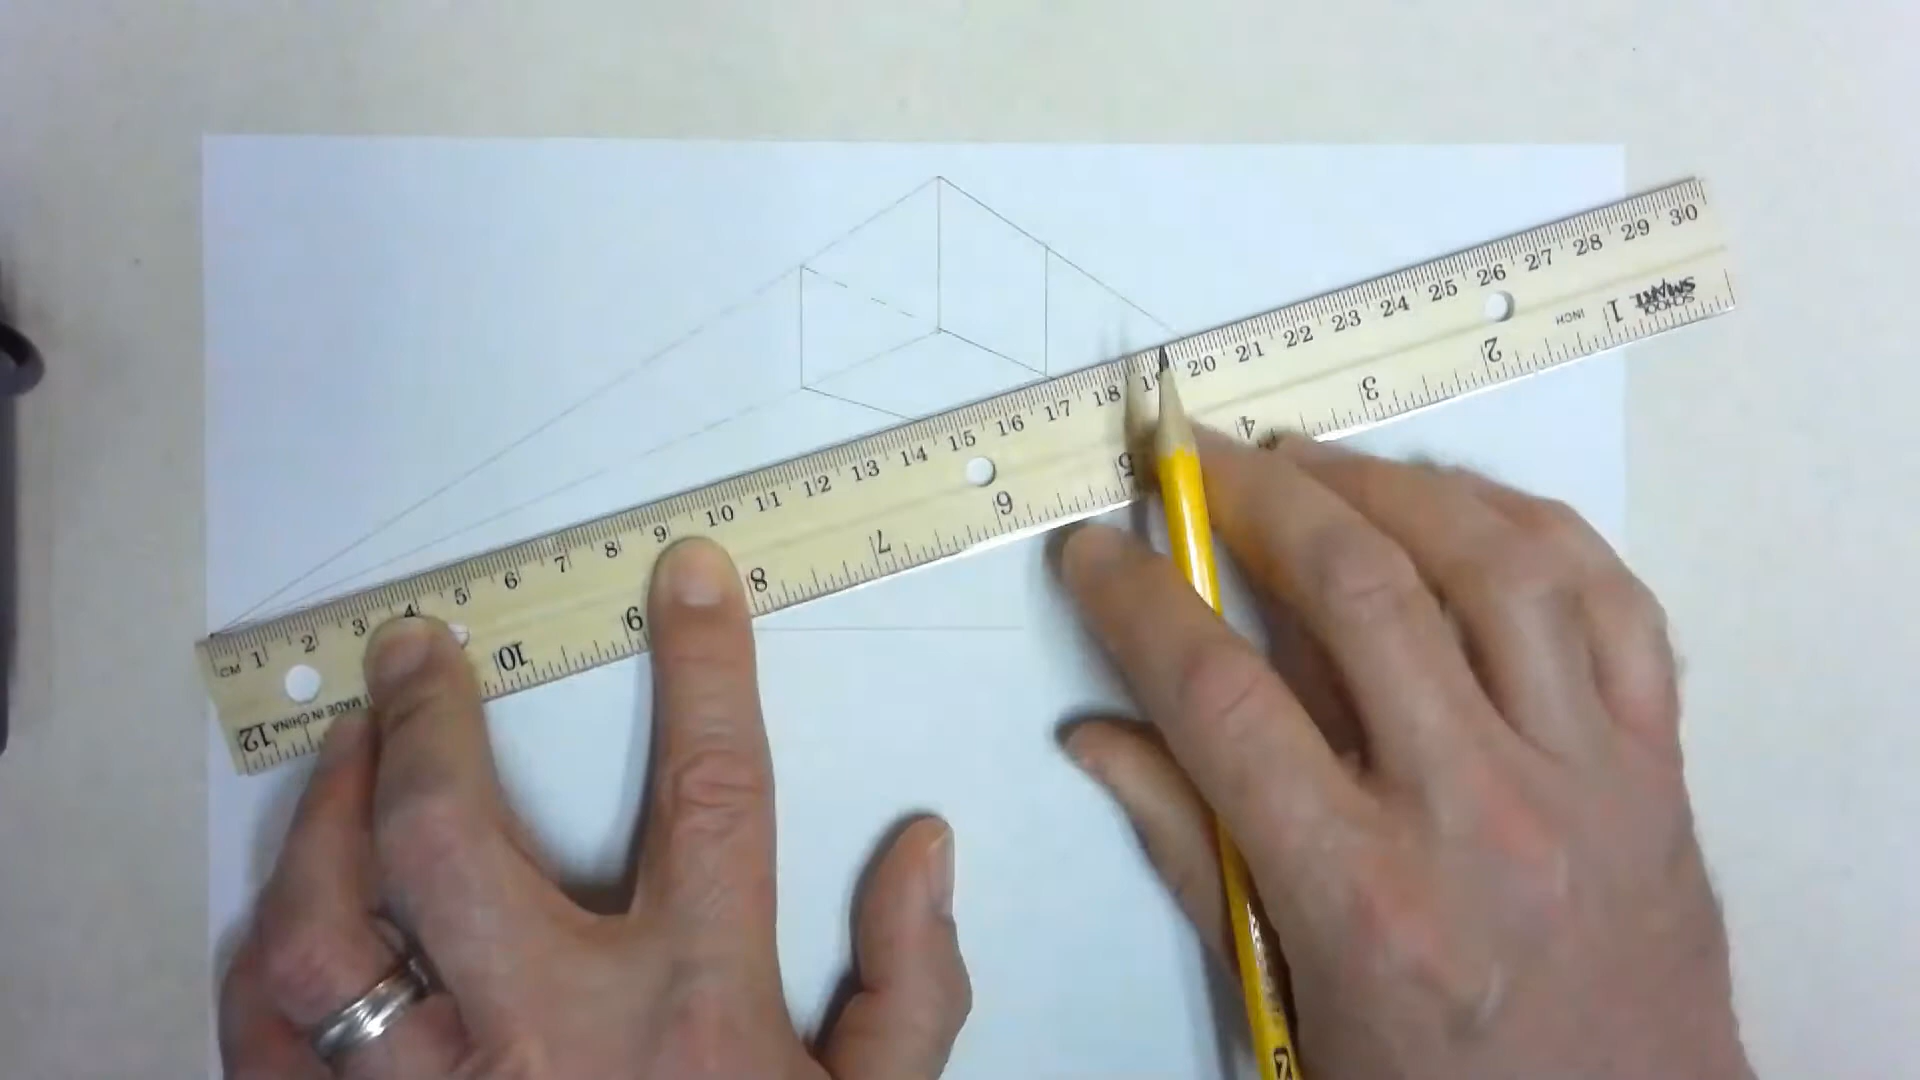 CM 1 2 3 4 5 6 7 8 9 10 11 12 13 14 15 16 17 18 19 20 21 22 23 24 25 26 27 28 29 30
SCHOOL
SMART
INCH 1 2 3 4 5 6 7 8 9 10 12
MADE IN CHINA
2